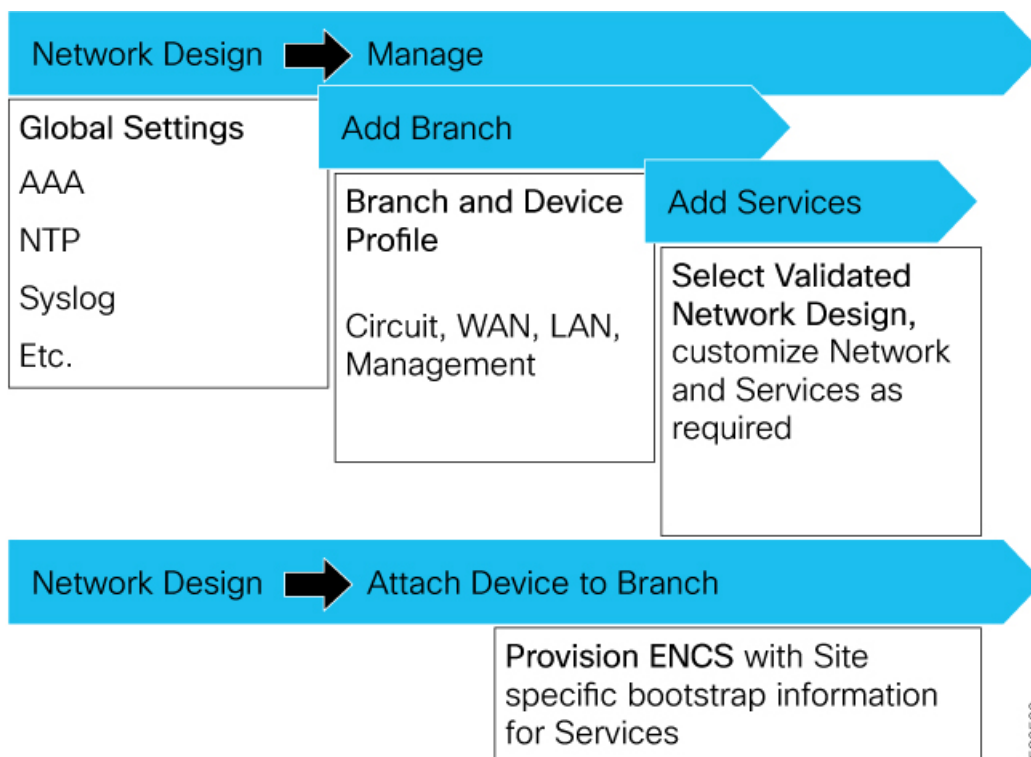 Network Design Manage
Global Settings
AAA
NTP
Syslog
Etc.
Add Branch
Branch and Device
Profile
Circuit, WAN, LAN,
Management
Add Services
Select Validated
Network Design,
customize Network
and Services as
required
Network Design Attach Device to Branch
Provision ENCS with Site
specific bootstrap information
for Services